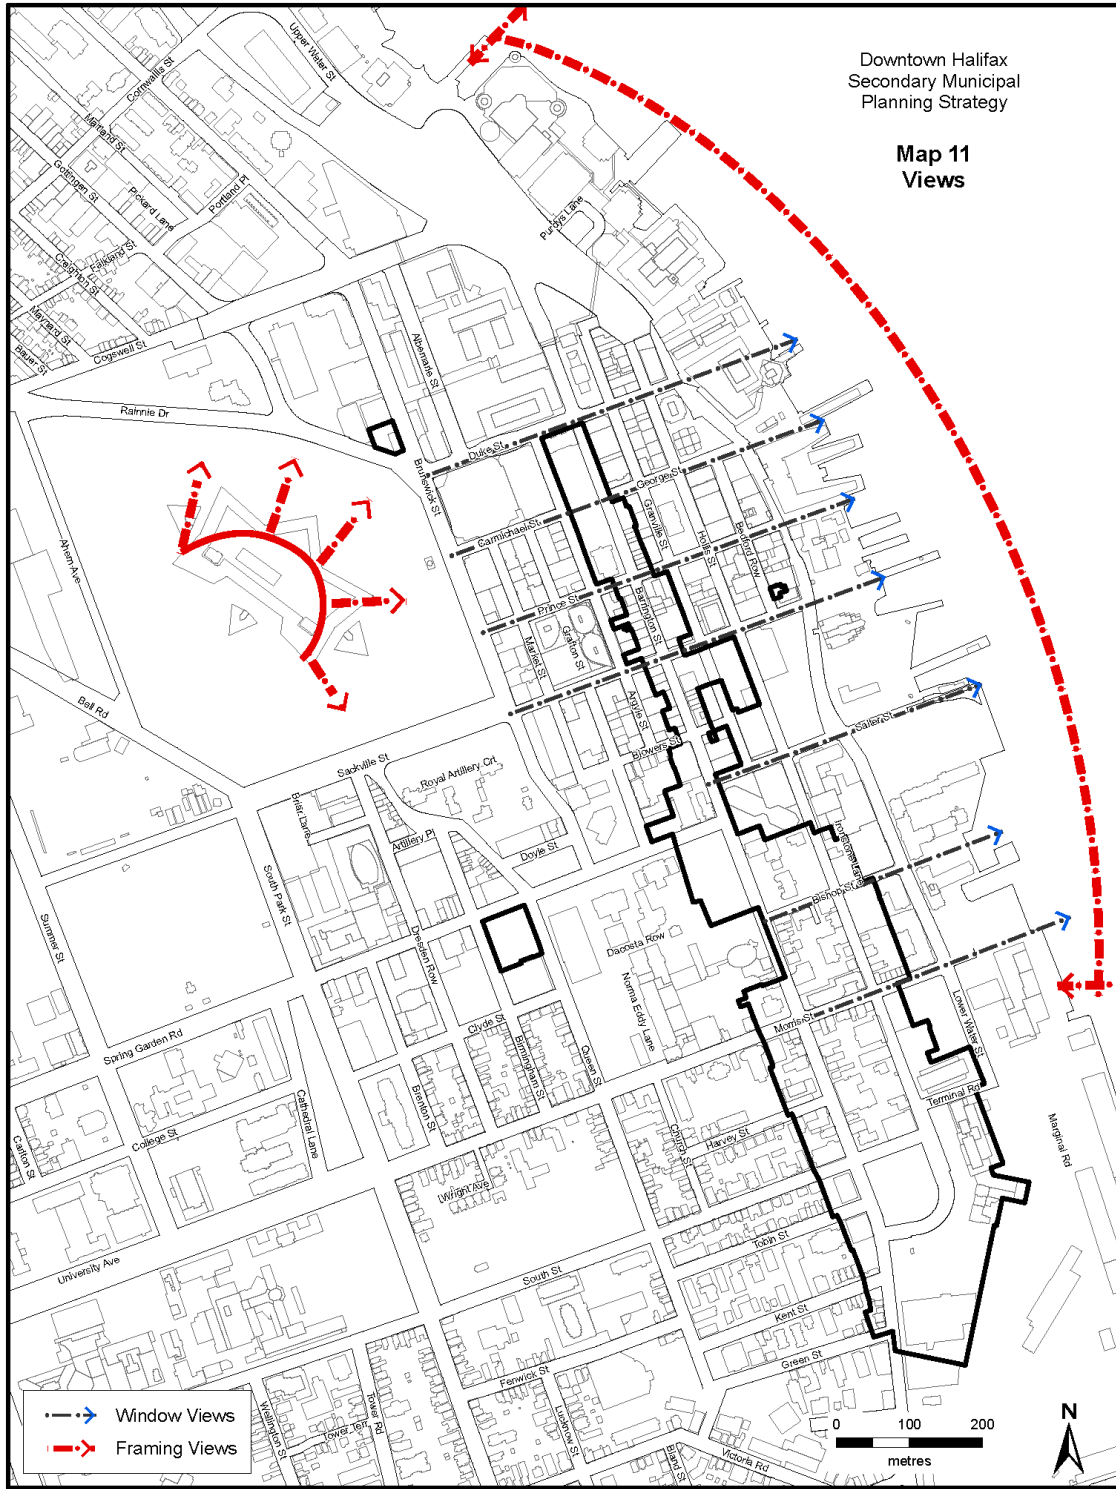 Downtown Halifax
Secondary Municipal
Planning Strategy
Map 11
Views
Upper Water St
Cornwallis St
Maitland St
Gottingen St
Pickard Lane
Portland Pl
Falkland St
Creighton St
Maynard St
Bauer St
Cogswell St
Rainnie Dr
Albemarle St
Purdys Lane
Brunswick St
Duke St
George St
Carmichael St
Granville St
Hollis St
Bedford Row
Prince St
Barrington St
Grafton St
Market St
Argyle St
Blowers St
Salter St
Ahern Ave
Bell Rd
Sackville St
Royal Artillery Crt
Briar Lane
Artillery Pl
Doyle St
Ironstone Lane
Bishop St
South Park St
Summer St
Dresden Row
Dacosta Row
Norma Eddy Lane
Morris St
Lower Water St
Spring Garden Rd
Clyde St
Birmingham St
Queen St
Brenton St
Cathedral Lane
College St
Carlton St
Terminal Rd
Marginal Rd
Church St
Harvey St
Wright Ave
Tobin St
University Ave
South St
Kent St
Green St
Fenwick St
Lucknow St
Tower Rd
Tower Terr
Wellington St
Bland St
Victoria Rd
Window Views
Framing Views
0 100 200
metres
N